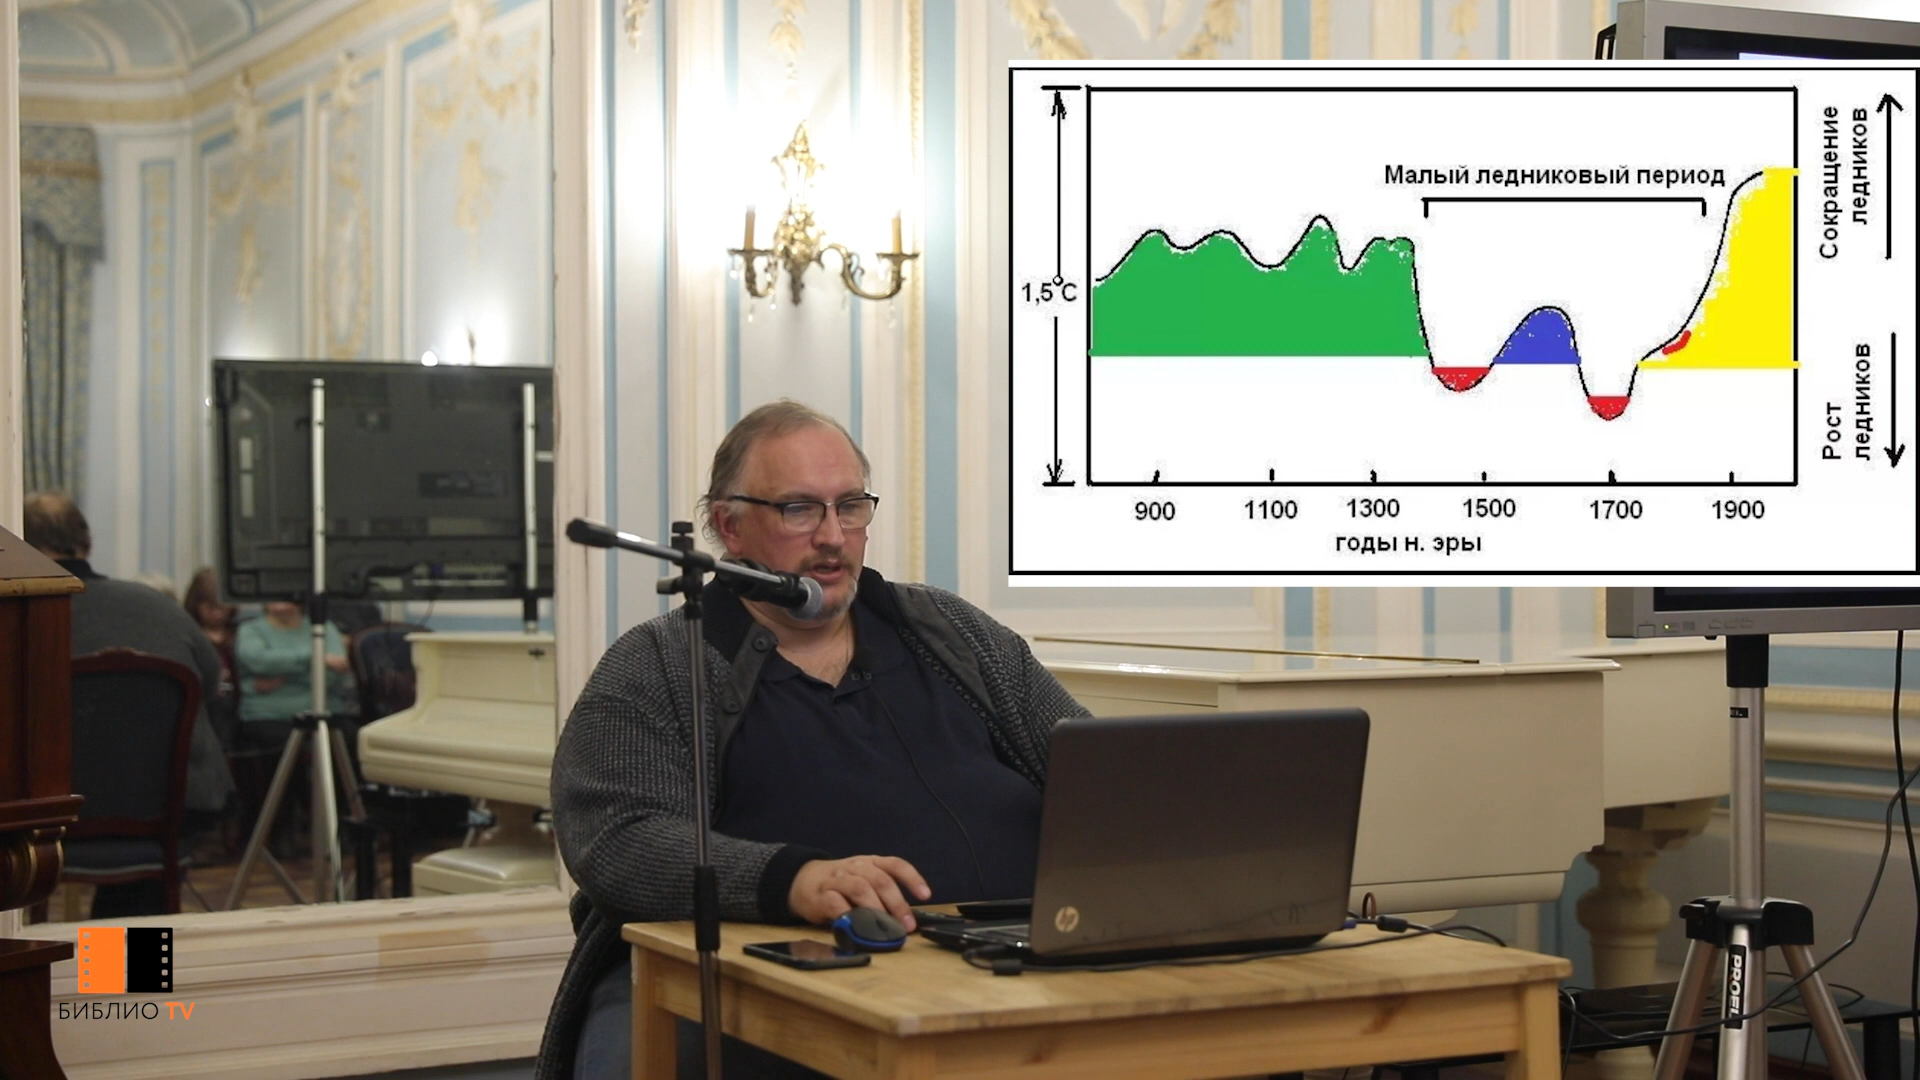 Малый ледниковый период
1,5°C
Сокращение
ледников
Рост
ледников
900 1100 1300 1500 1700 1900
годы н. эры
hp
PROFI
БИБЛИО TV